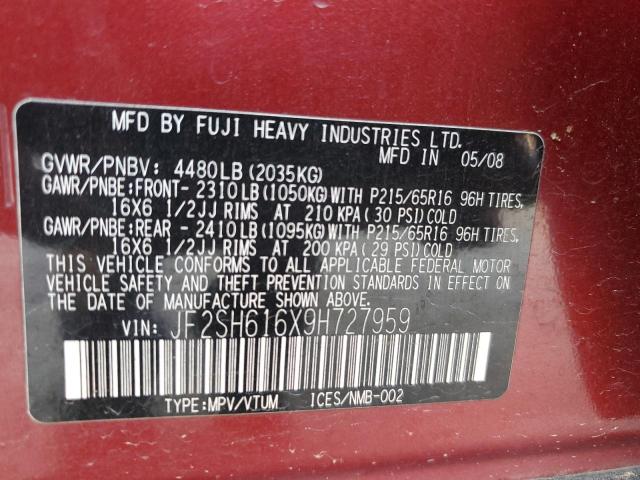 MFD BY FUJI HEAVY INDUSTRIES LTD.
MFD IN 05/08
GVWR/PNBV: 4480LB(2035KG)
GAWR/PNBE:FRONT- 2310LB(1050KG)WITH P215/65R16 96H TIRES,
16X6 1/2JJ RIMS AT 210 KPA(30 PSI)COLD
GAWR/PNBE:REAR - 2410LB(1095KG)WITH P215/65R16 96H TIRES,
16X6 1/2JJ RIMS AT 200 KPA(29 PSI)COLD
THIS VEHICLE CONFORMS TO ALL APPLICABLE FEDERAL MOTOR
VEHICLE SAFETY AND THEFT PREVENTION STANDARDS IN EFFECT
ON THE DATE OF MANUFACTURE SHOWN ABOVE.
VIN: JF2SH616X9H727959
TYPE:MPV/VTUM ICES/NMB-002